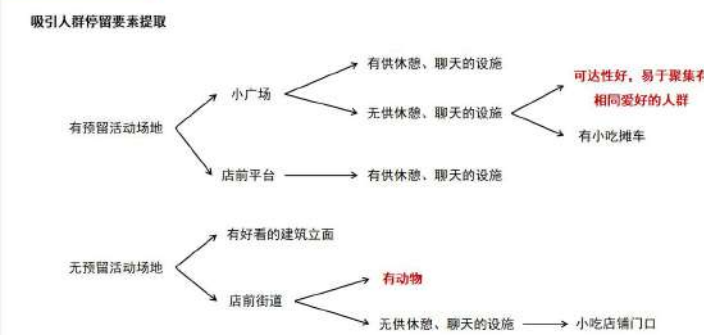 吸引人群停留要素提取
有供休憩、聊天的设施
可达性好，易于聚集有
相同爱好的人群
小广场
无供休憩、聊天的设施
有预留活动场地
有小吃摊车
店前平台
有供休憩、聊天的设施
有好看的建筑立面
无预留活动场地
有动物
店前街道
无供休憩、聊天的设施
小吃店铺门口